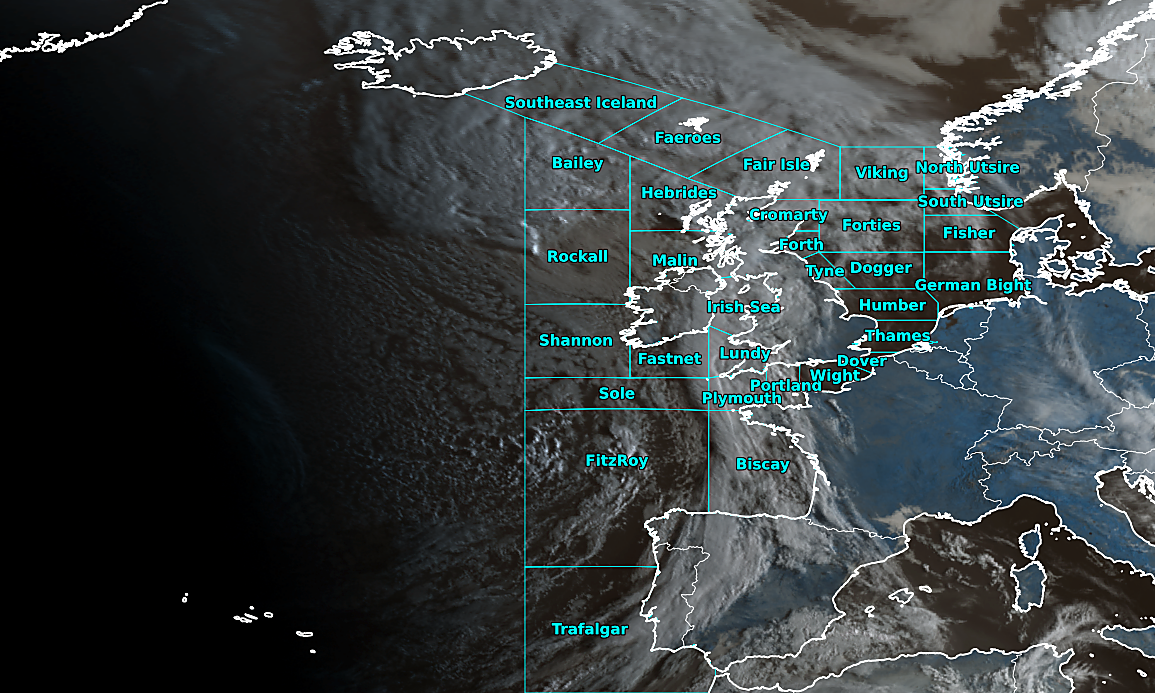 Southeast Iceland
Faeroes
Bailey
Fair Isle
Viking
North Utsire
Hebrides
South Utsire
Cromarty
Forties
Fisher
Forth
Rockall
Malin
Tyne
Dogger
German Bight
Irish Sea
Humber
Shannon
Thames
Fastnet
Lundy
Dover
Wight
Portland
Sole
Plymouth
FitzRoy
Biscay
Trafalgar